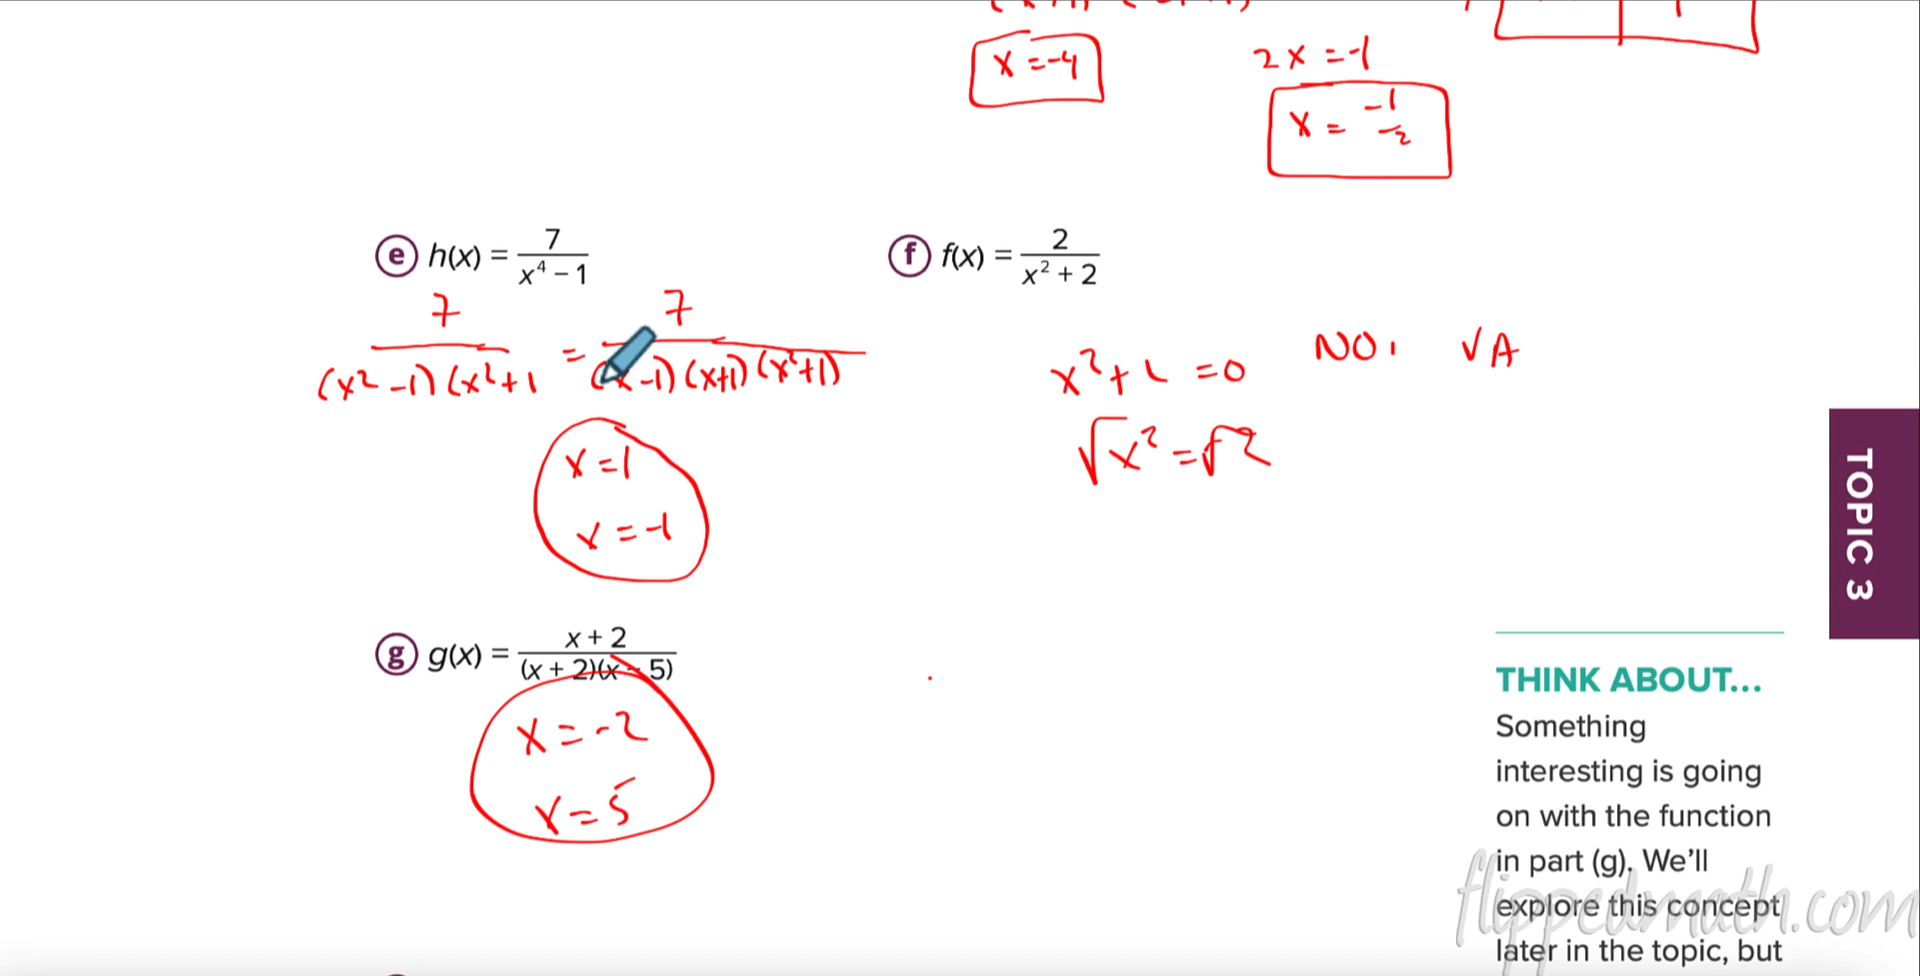 x = -4
2x = -1
x = -1/-2
e h(x) = 7/(x⁴ − 1)
f f(x) = 2/(x² + 2)
7/(x² -1)(x²+1 = 7/(x-1)(x+1)(x²+1)
NO. VA
x²+2 =0
√x² = √2
x =1
x = -1
g g(x) = (x + 2)/((x + 2)(x − 5))
x = -2
x = 5
TOPIC 3
THINK ABOUT...
Something
interesting is going
on with the function
in part (g). We’ll
explore this concept
later in the topic, but
flippedmath.com